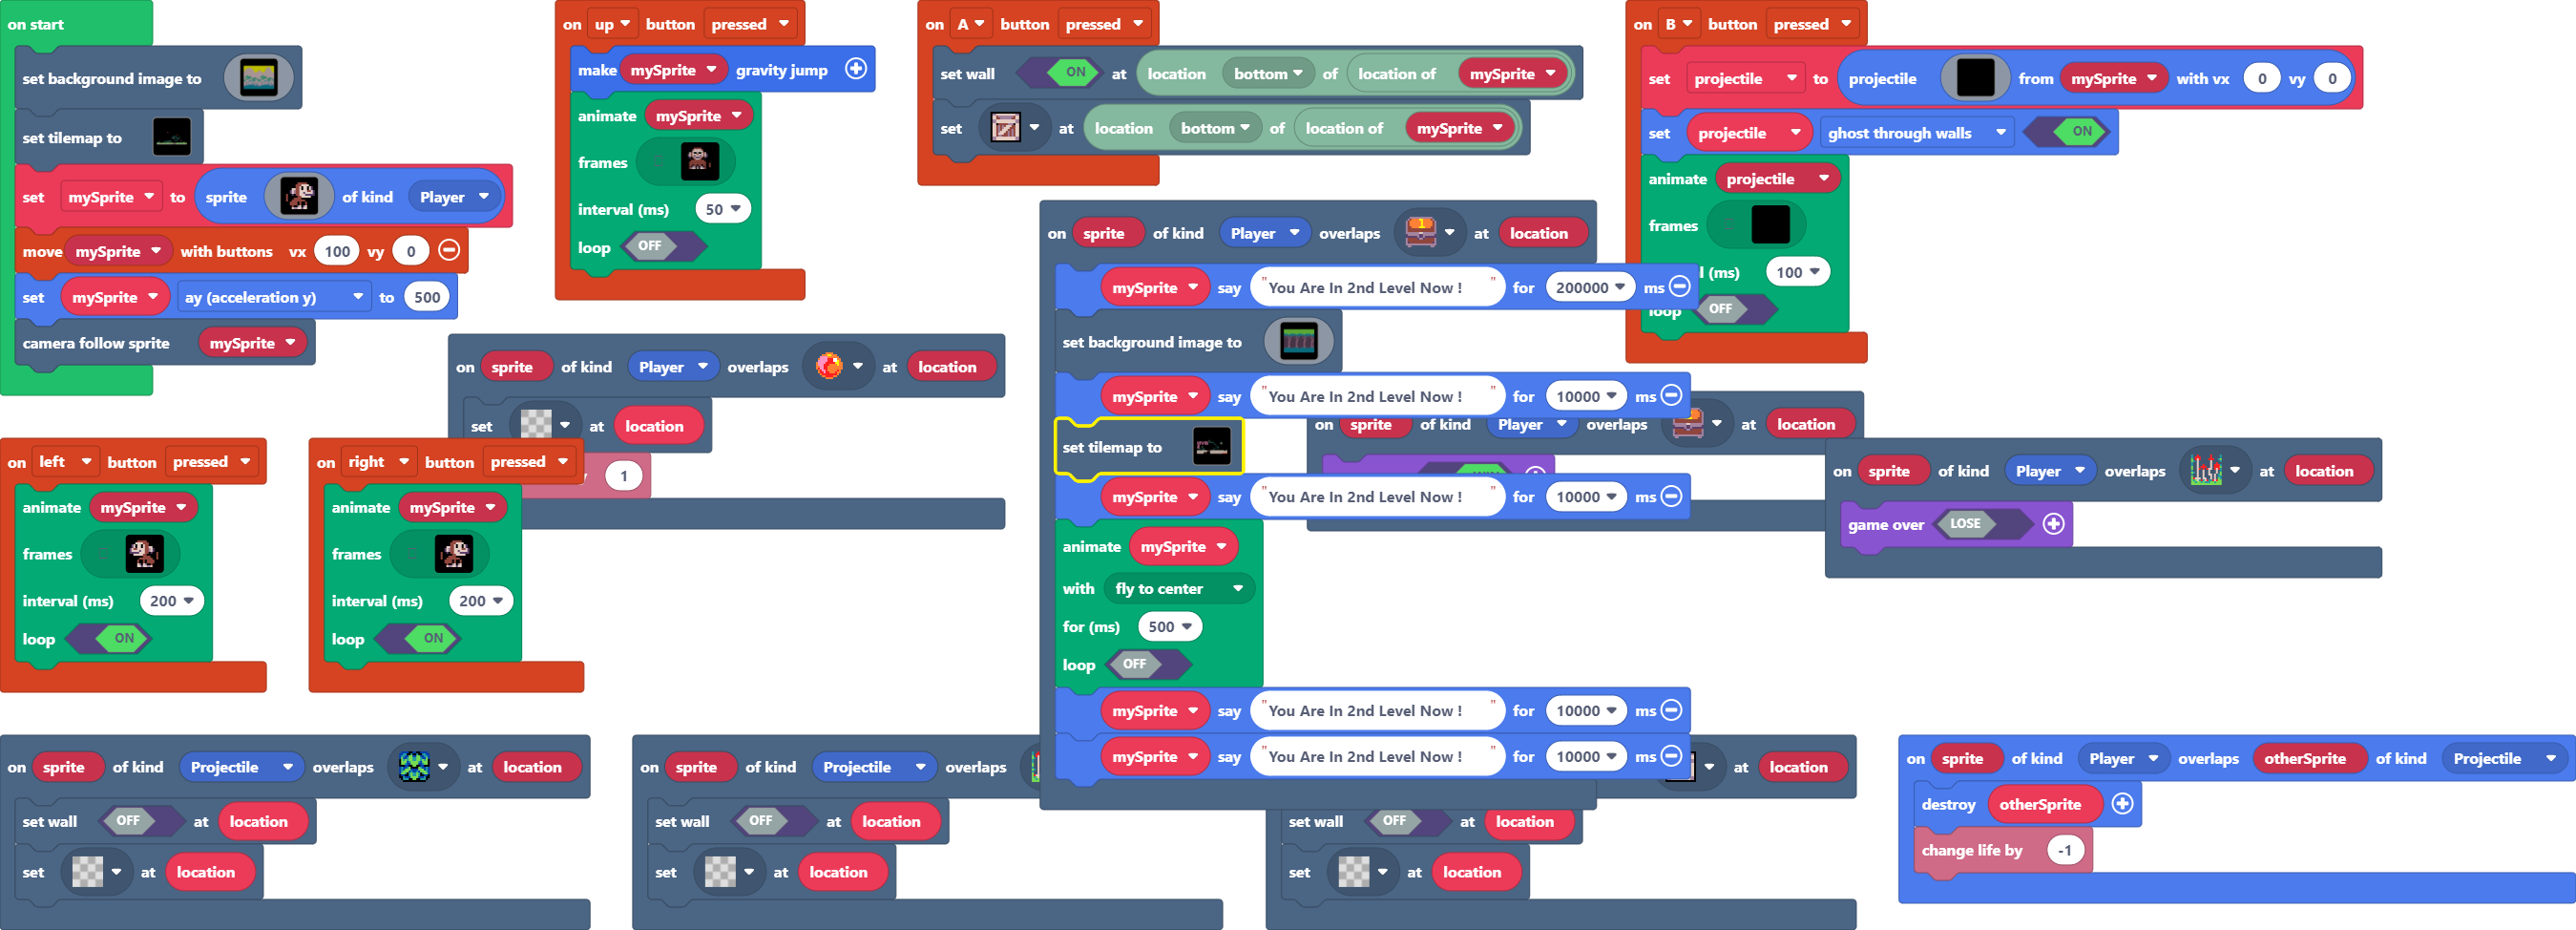 on start
set background image to
set tilemap to
set mySprite to sprite of kind Player
move mySprite with buttons vx 100 vy 0
set mySprite ay (acceleration y) to 500
camera follow sprite mySprite
on up button pressed
make mySprite gravity jump
animate mySprite
frames
interval (ms) 50
loop OFF
on A button pressed
set wall ON at location bottom of location of mySprite
set at location bottom of location of mySprite
on B button pressed
set projectile to projectile from mySprite with vx 0 vy 0
set projectile ghost through walls ON
animate projectile
frames
l (ms) 100
loop OFF
on sprite of kind Player overlaps at location
set at location
1
on sprite of kind Player overlaps 1 at location
mySprite say "You Are In 2nd Level Now !" for 200000 ms
set background image to
mySprite say "You Are In 2nd Level Now !" for 10000 ms
set tilemap to
mySprite say "You Are In 2nd Level Now !" for 10000 ms
animate mySprite
with fly to center
for (ms) 500
loop OFF
mySprite say "You Are In 2nd Level Now !" for 10000 ms
mySprite say "You Are In 2nd Level Now !" for 10000 ms
on sprite of kind Player overlaps at location
on sprite of kind Player overlaps at location
game over LOSE
on left button pressed
animate mySprite
frames
interval (ms) 200
loop ON
on right button pressed
animate mySprite
frames
interval (ms) 200
loop ON
on sprite of kind Projectile overlaps at location
set wall OFF at location
set at location
on sprite of kind Projectile overlaps
set wall OFF at location
set at location
at location
set wall OFF at location
set at location
on sprite of kind Player overlaps otherSprite of kind Projectile
destroy otherSprite
change life by -1